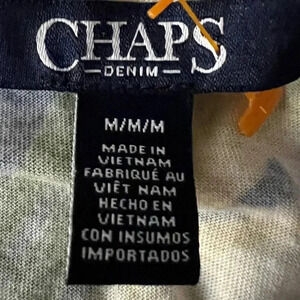 CHAPS
DENIM
M/M/M
MADE IN
VIETNAM
FABRIQUÉ AU
VIÊT NAM
HECHO EN
VIETNAM
CON INSUMOS
IMPORTADOS